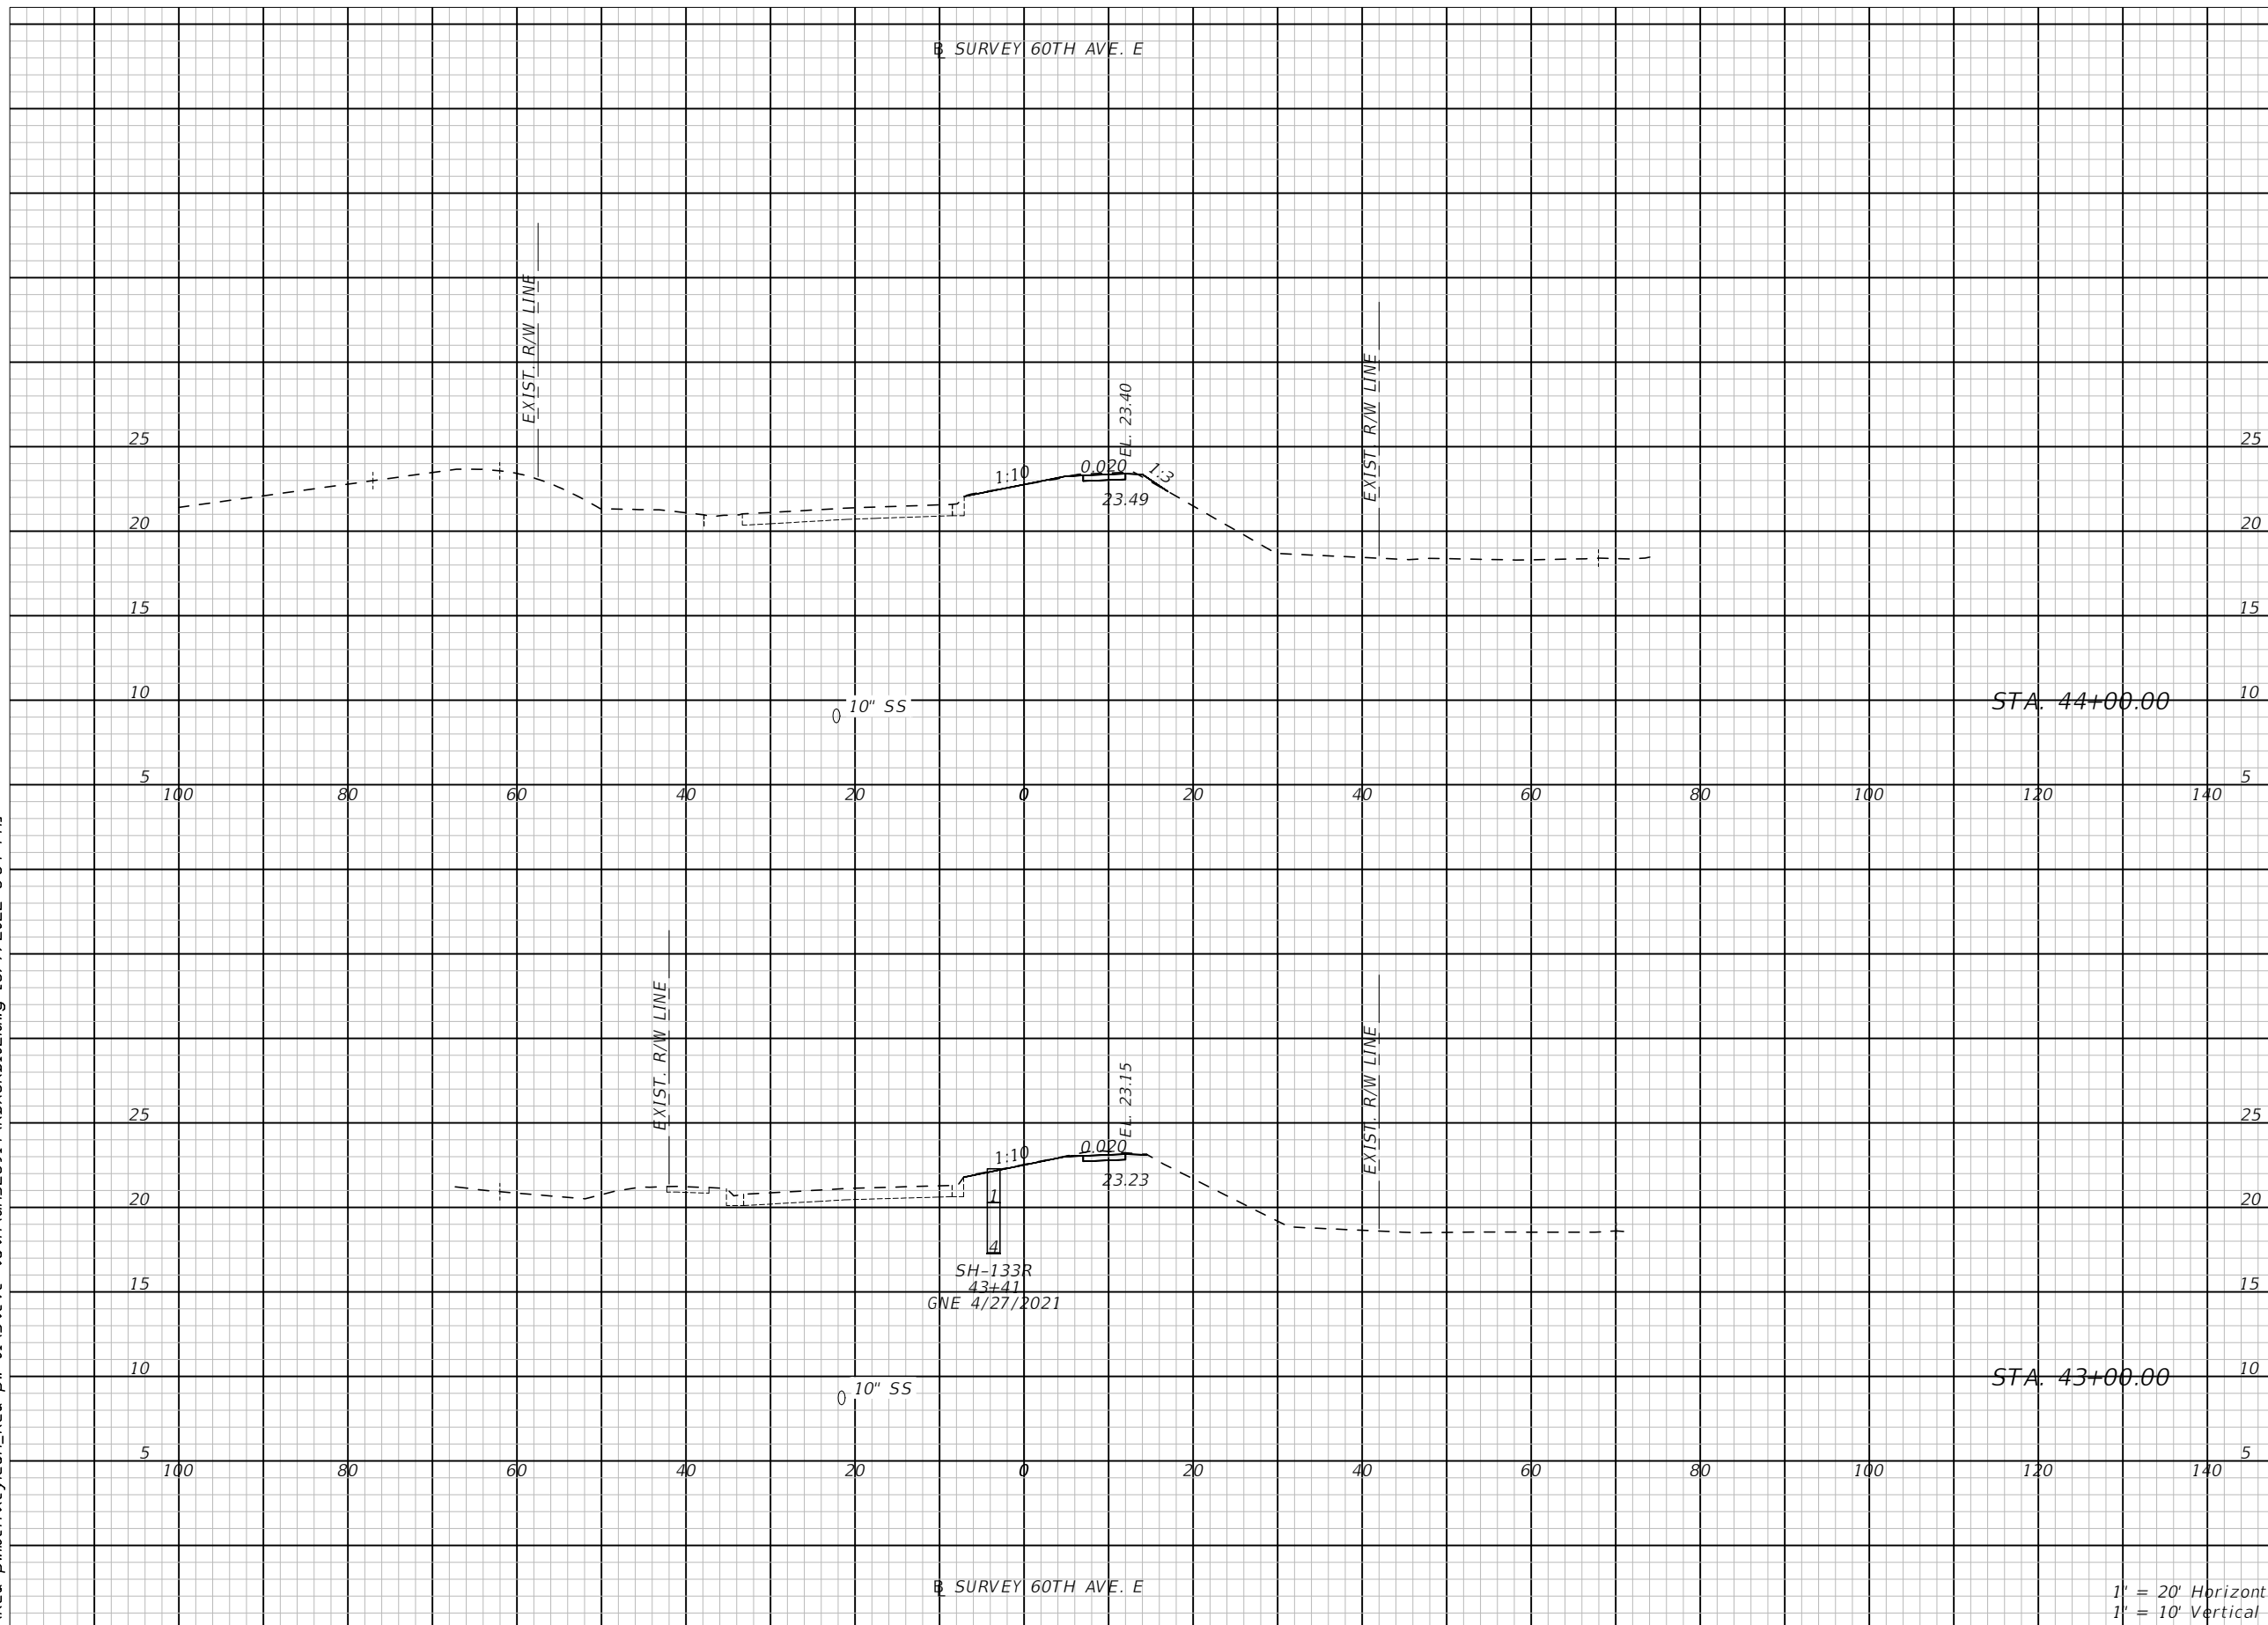 ℄ SURVEY 60TH AVE. E
EXIST. R/W LINE
EXIST. R/W LINE
EL. 23.40
25 25
1:10 0.020 1:3
23.49
20 20
15 15
10 10
10" SS
STA. 44+00.00
5 5
100 80 60 40 20 0 20 40 60 80 100 120 140
EXIST. R/W LINE
EXIST. R/W LINE
EL. 23.15
25 25
1:10 0.020
23.23
20 1 20
4
SH-133R
15 43+41 15
GNE 4/27/2021
10 10
10" SS
STA. 43+00.00
5 5
100 80 60 40 20 0 20 40 60 80 100 120 140
℄ SURVEY 60TH AVE. E
1" = 20' Horizont
1" = 10' Vertical